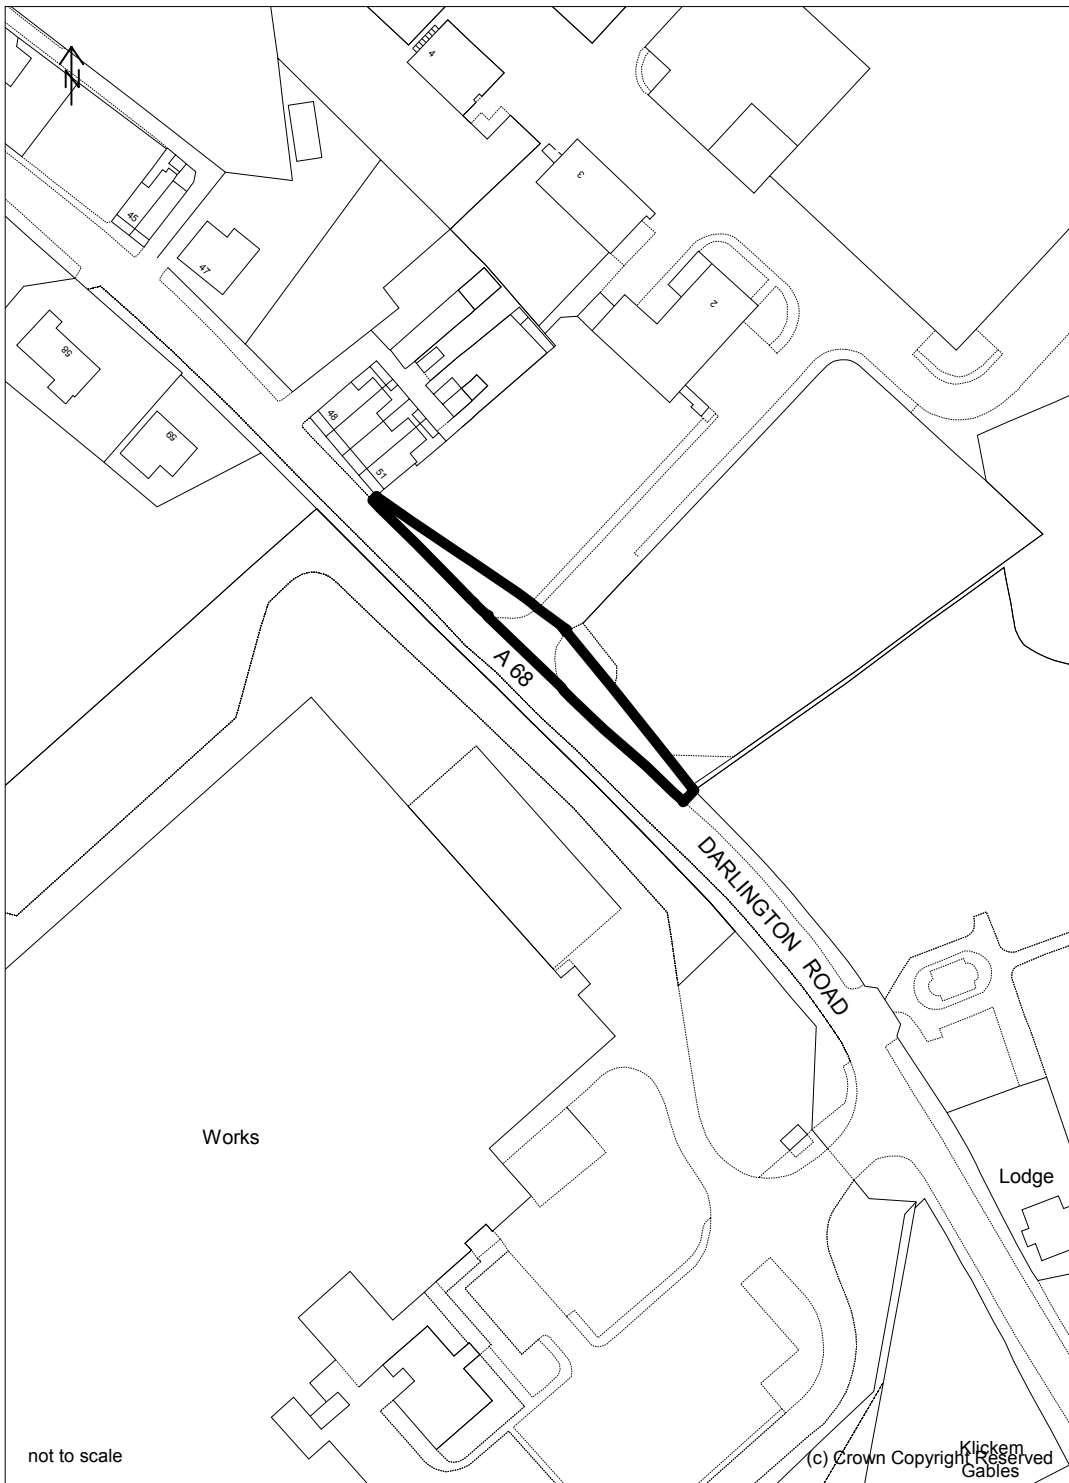 N
4
3
45
47
2
58
48
59
51
A 68
DARLINGTON ROAD
Works
Lodge
not to scale
Klickem
(c) Crown Copyright Reserved
Gables